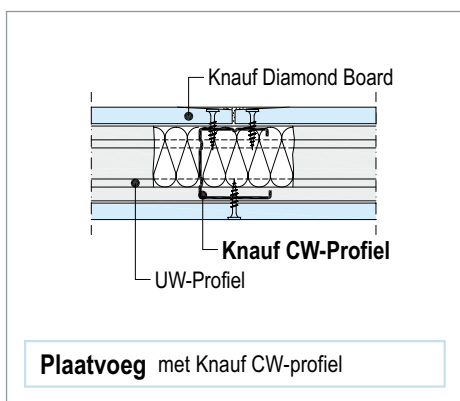 Knauf Diamond Board
Knauf CW-Profiel
UW-Profiel
Plaatvoeg met Knauf CW-profiel